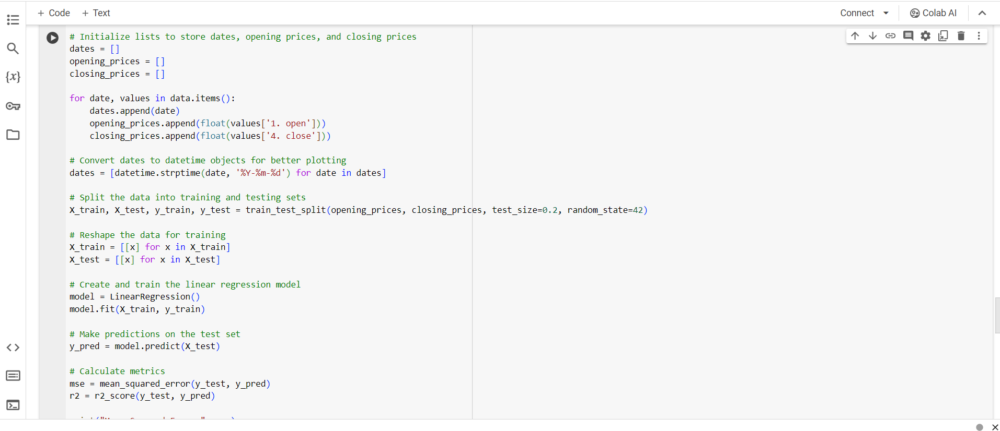 + Code + Text
Connect
Colab AI
{x}
# Initialize lists to store dates, opening prices, and closing prices
dates = []
opening_prices = []
closing_prices = []
for date, values in data.items():
    dates.append(date)
    opening_prices.append(float(values['1. open']))
    closing_prices.append(float(values['4. close']))
# Convert dates to datetime objects for better plotting
dates = [datetime.strptime(date, '%Y-%m-%d') for date in dates]
# Split the data into training and testing sets
X_train, X_test, y_train, y_test = train_test_split(opening_prices, closing_prices, test_size=0.2, random_state=42)
# Reshape the data for training
X_train = [[x] for x in X_train]
X_test = [[x] for x in X_test]
# Create and train the linear regression model
model = LinearRegression()
model.fit(X_train, y_train)
# Make predictions on the test set
y_pred = model.predict(X_test)
# Calculate metrics
mse = mean_squared_error(y_test, y_pred)
r2 = r2_score(y_test, y_pred)